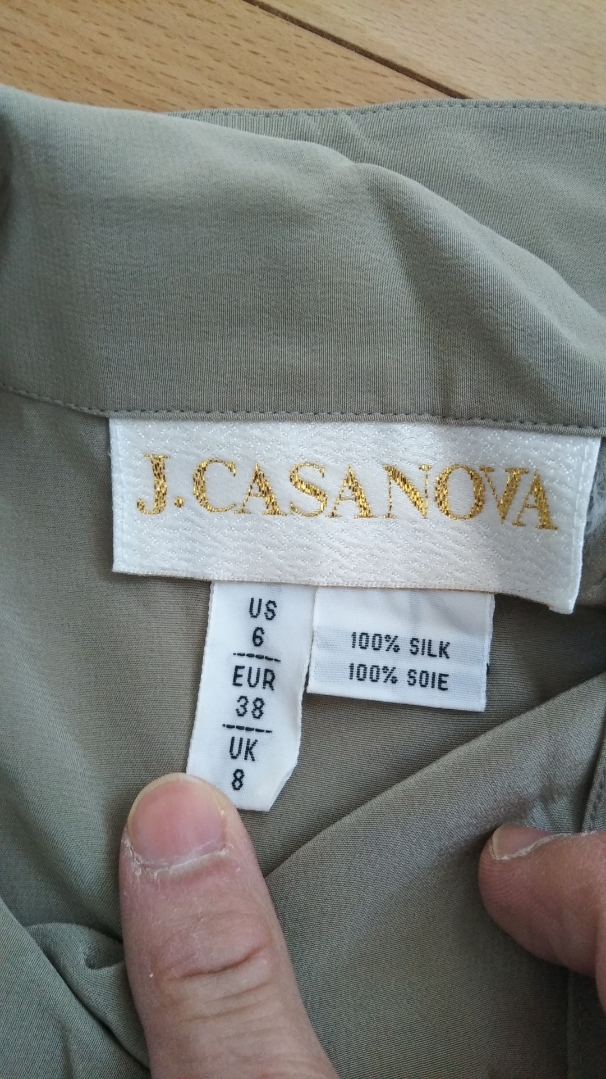 J.CASANOVA
US
6
EUR
38
UK
8
100% SILK
100% SOIE